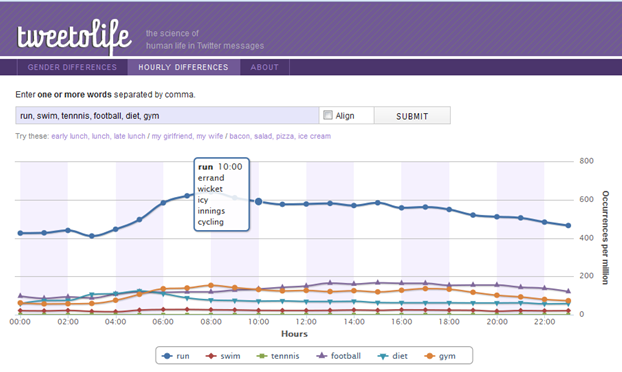 tweetolife
the science of
human life in Twitter messages
GENDER DIFFERENCES HOURLY DIFFERENCES ABOUT
Enter one or more words separated by comma.
run, swim, tennnis, football, diet, gym
Align
SUBMIT
Try these: early lunch, lunch, late lunch / my girlfriend, my wife / bacon, salad, pizza, ice cream
run 10:00
errand
wicket
icy
innings
cycling
800
600
400
200
0
Occurrences per million
00:00 02:00 04:00 06:00 08:00 10:00 12:00 14:00 16:00 18:00 20:00 22:00
Hours
run swim tennnis football diet gym